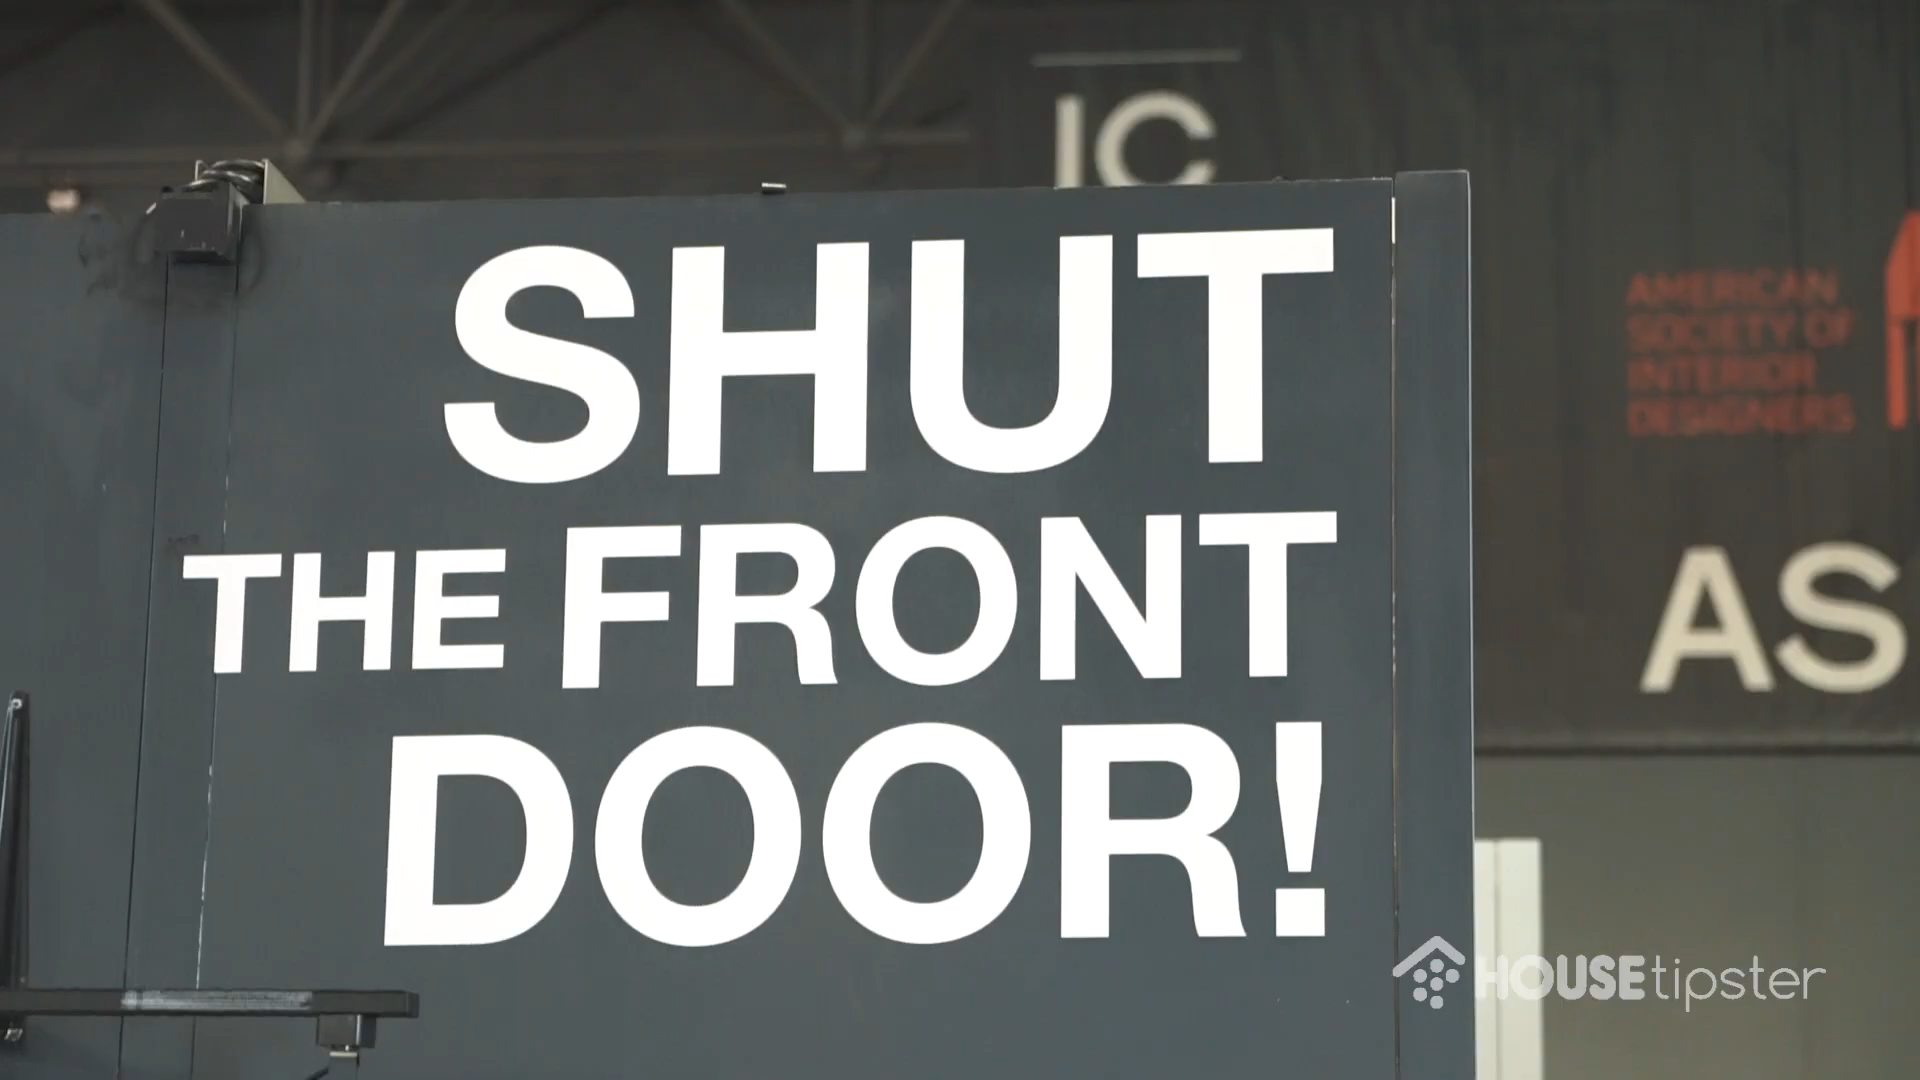 IC
SHUT
THE FRONT
DOOR!
AMERICAN
SOCIETY OF
INTERIOR
DESIGNERS
AS
HOUSEtipster